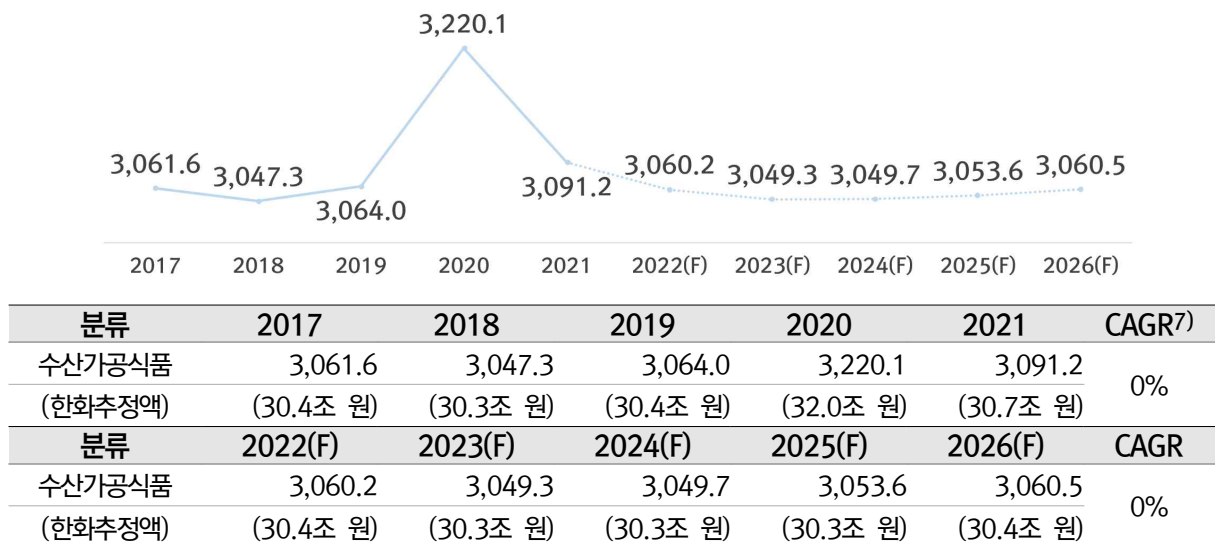 3,220.1
3,061.6 3,047.3 3,064.0 3,091.2 3,060.2 3,049.3 3,049.7 3,053.6 3,060.5
2017 2018 2019 2020 2021 2022(F) 2023(F) 2024(F) 2025(F) 2026(F)
분류 2017 2018 2019 2020 2021 CAGR7)
수산가공식품 3,061.6 3,047.3 3,064.0 3,220.1 3,091.2 0%
(한화추정액) (30.4조 원) (30.3조 원) (30.4조 원) (32.0조 원) (30.7조 원)
분류 2022(F) 2023(F) 2024(F) 2025(F) 2026(F) CAGR
수산가공식품 3,060.2 3,049.3 3,049.7 3,053.6 3,060.5 0%
(한화추정액) (30.4조 원) (30.3조 원) (30.3조 원) (30.3조 원) (30.4조 원)